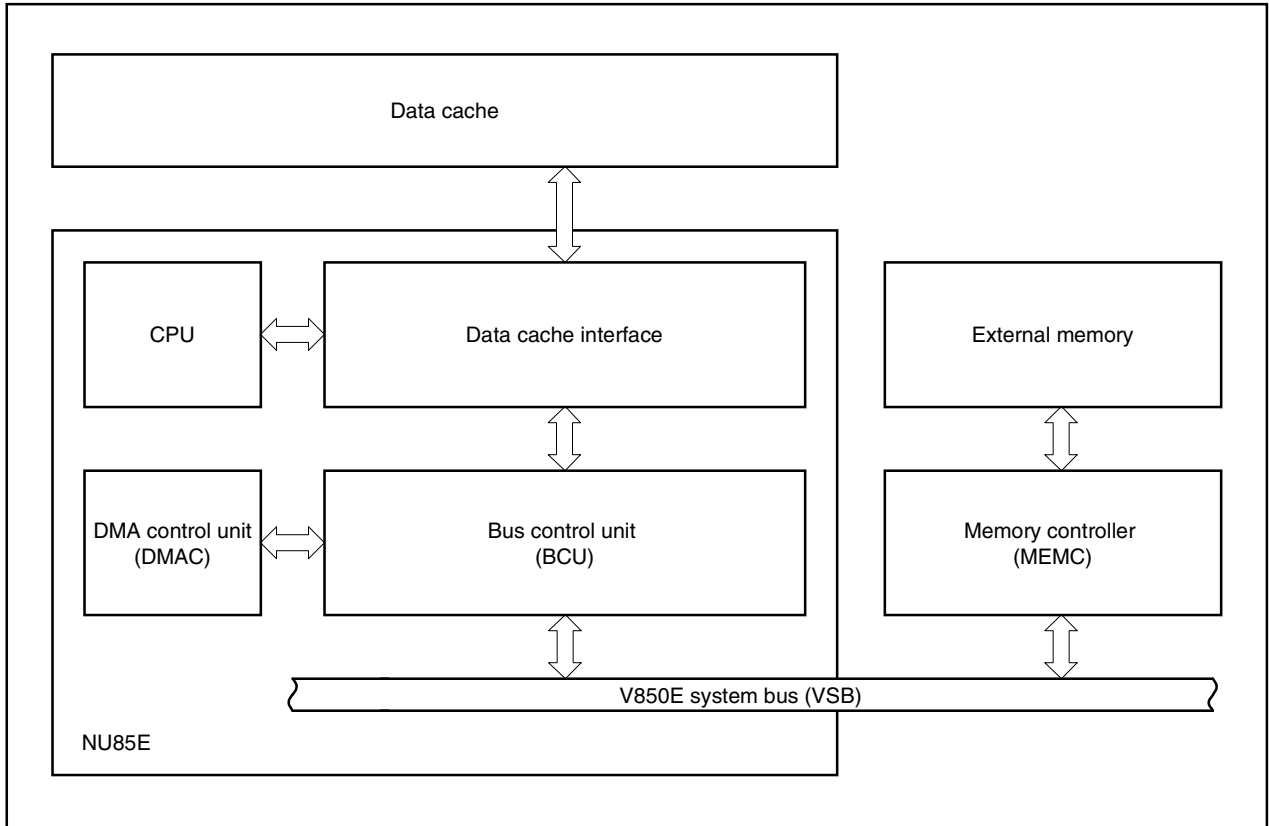 Data cache
CPU
Data cache interface
External memory
DMA control unit
(DMAC)
Bus control unit
(BCU)
Memory controller
(MEMC)
V850E system bus (VSB)
NU85E